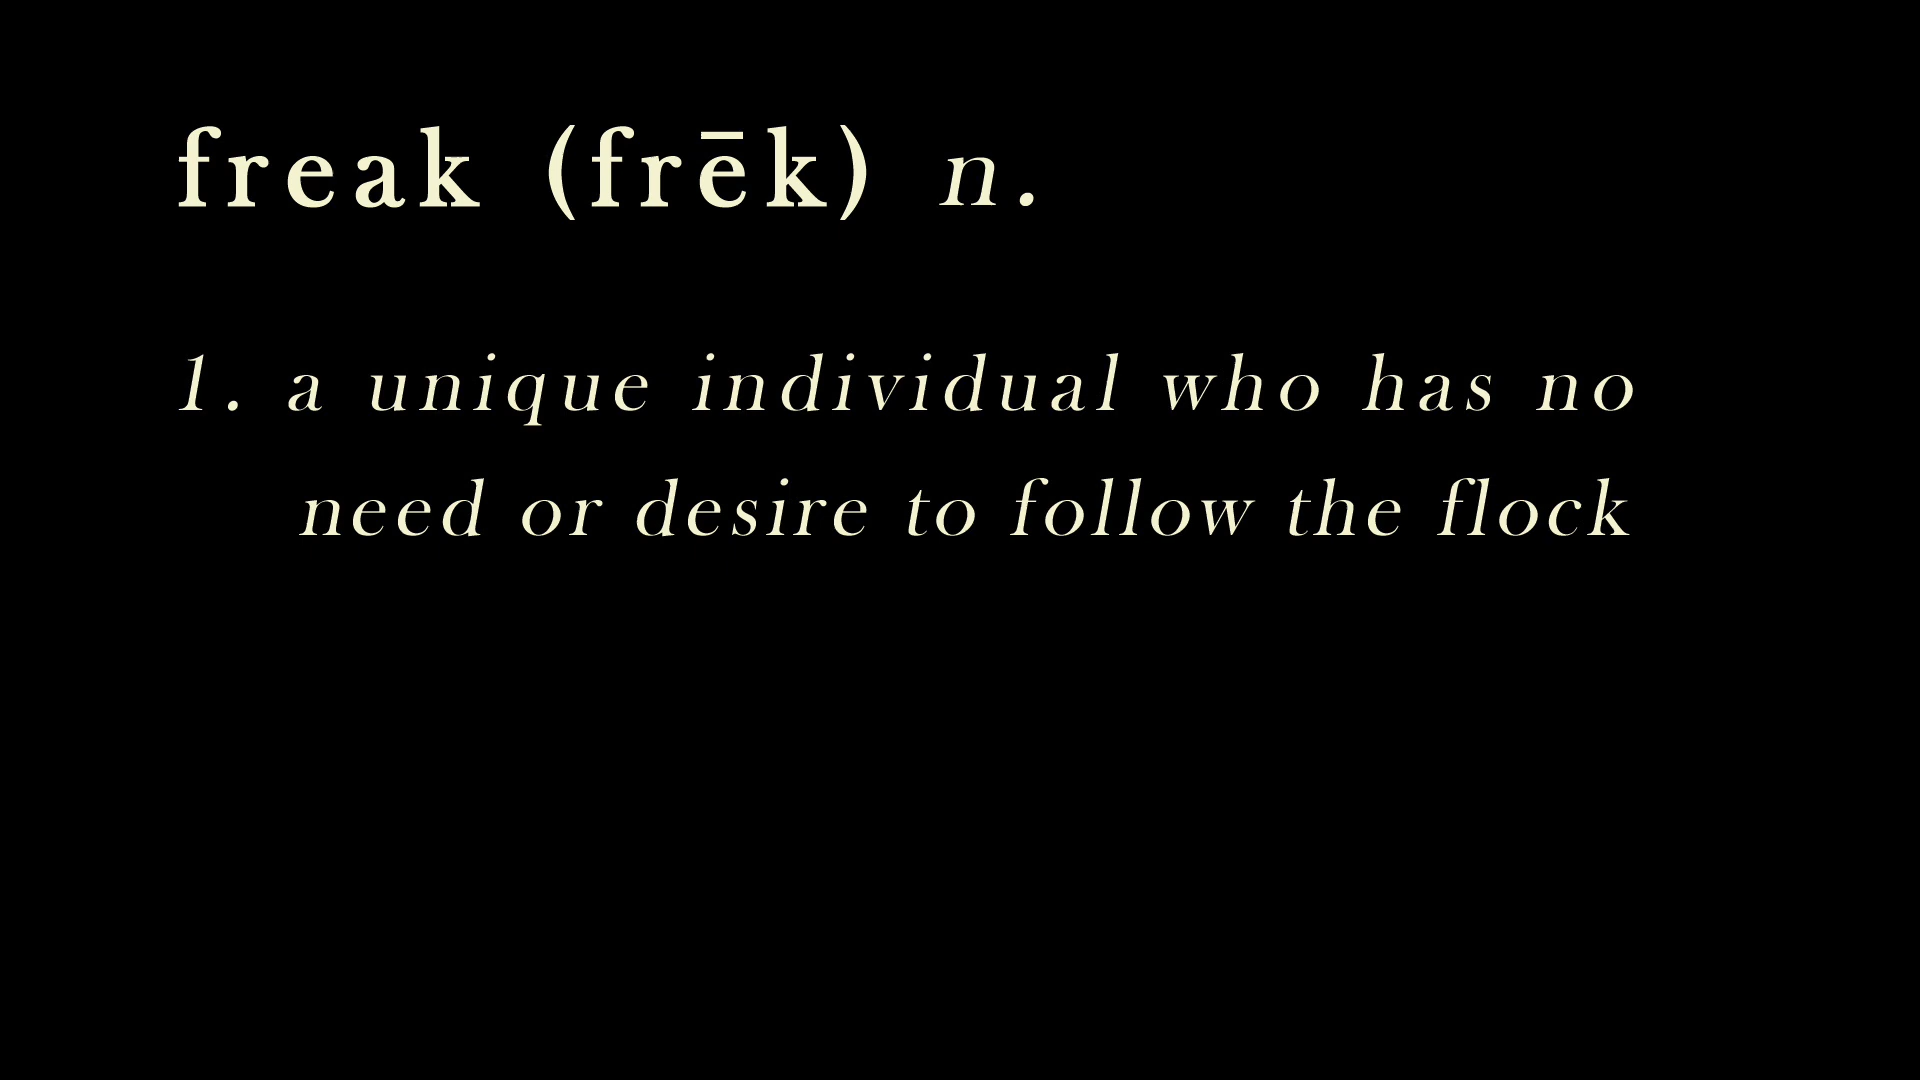 freak (frēk) n.
1. a unique individual who has no
need or desire to follow the flock